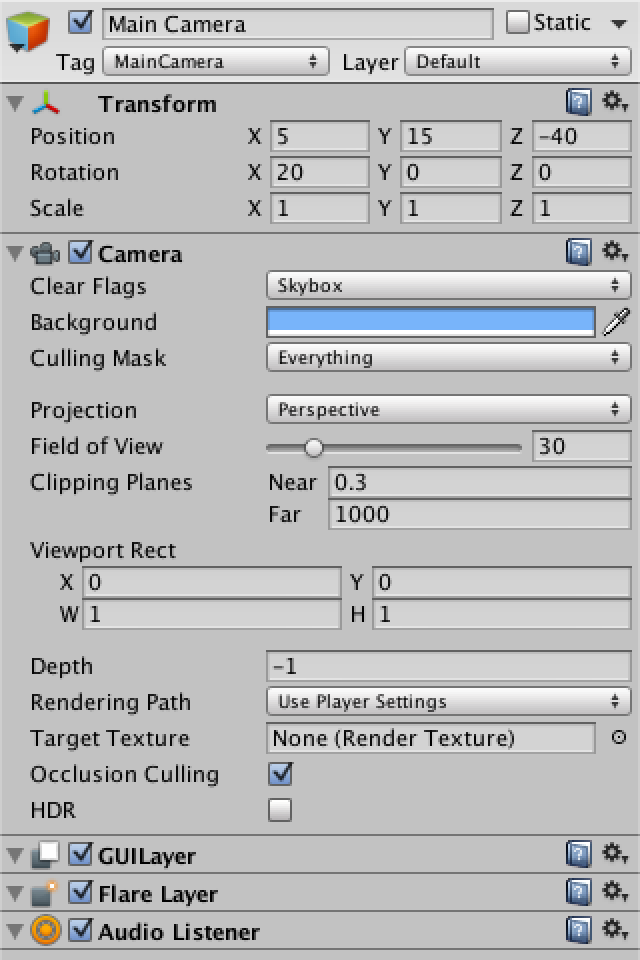 Main Camera Static
Tag MainCamera Layer Default
Transform
Position X 5 Y 15 Z −40
Rotation X 20 Y 0 Z 0
Scale X 1 Y 1 Z 1
Camera
Clear Flags Skybox
Background
Culling Mask Everything
Projection Perspective
Field of View 30
Clipping Planes Near 0.3
Far 1000
Viewport Rect
X 0 Y 0
W 1 H 1
Depth −1
Rendering Path Use Player Settings
Target Texture None (Render Texture)
Occlusion Culling
HDR
GUILayer
Flare Layer
Audio Listener